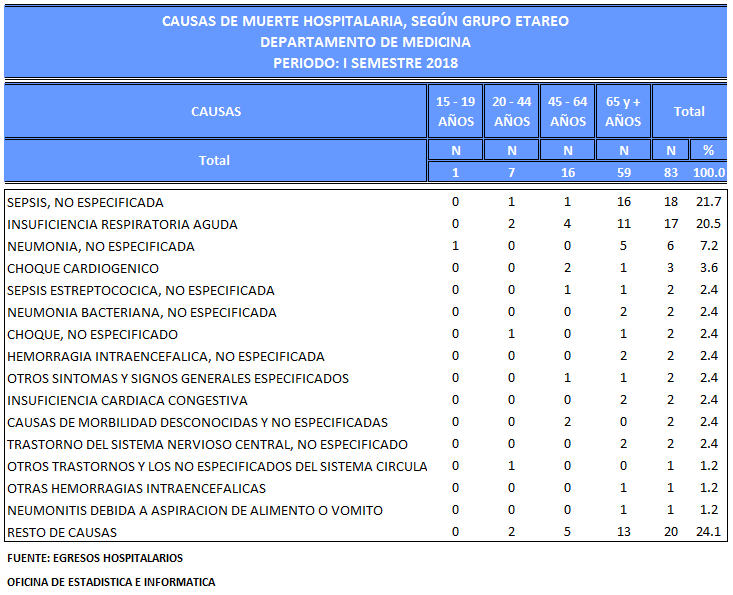 CAUSAS DE MUERTE HOSPITALARIA, SEGÚN GRUPO ETAREO
DEPARTAMENTO DE MEDICINA
PERIODO: I SEMESTRE 2018
CAUSAS 15 - 19 AÑOS 20 - 44 AÑOS 45 - 64 AÑOS 65 y + AÑOS Total
N N N N N %
Total 1 7 16 59 83 100.0
SEPSIS, NO ESPECIFICADA 0 1 1 16 18 21.7
INSUFICIENCIA RESPIRATORIA AGUDA 0 2 4 11 17 20.5
NEUMONIA, NO ESPECIFICADA 1 0 0 5 6 7.2
CHOQUE CARDIOGENICO 0 0 2 1 3 3.6
SEPSIS ESTREPTOCOCICA, NO ESPECIFICADA 0 0 1 1 2 2.4
NEUMONIA BACTERIANA, NO ESPECIFICADA 0 0 0 2 2 2.4
CHOQUE, NO ESPECIFICADO 0 1 0 1 2 2.4
HEMORRAGIA INTRAENCEFALICA, NO ESPECIFICADA 0 0 0 2 2 2.4
OTROS SINTOMAS Y SIGNOS GENERALES ESPECIFICADOS 0 0 1 1 2 2.4
INSUFICIENCIA CARDIACA CONGESTIVA 0 0 0 2 2 2.4
CAUSAS DE MORBILIDAD DESCONOCIDAS Y NO ESPECIFICADAS 0 0 2 0 2 2.4
TRASTORNO DEL SISTEMA NERVIOSO CENTRAL, NO ESPECIFICADO 0 0 0 2 2 2.4
OTROS TRASTORNOS Y LOS NO ESPECIFICADOS DEL SISTEMA CIRCULA 0 1 0 0 1 1.2
OTRAS HEMORRAGIAS INTRAENCEFALICAS 0 0 0 1 1 1.2
NEUMONITIS DEBIDA A ASPIRACION DE ALIMENTO O VOMITO 0 0 0 1 1 1.2
RESTO DE CAUSAS 0 2 5 13 20 24.1
FUENTE: EGRESOS HOSPITALARIOS
OFICINA DE ESTADISTICA E INFORMATICA